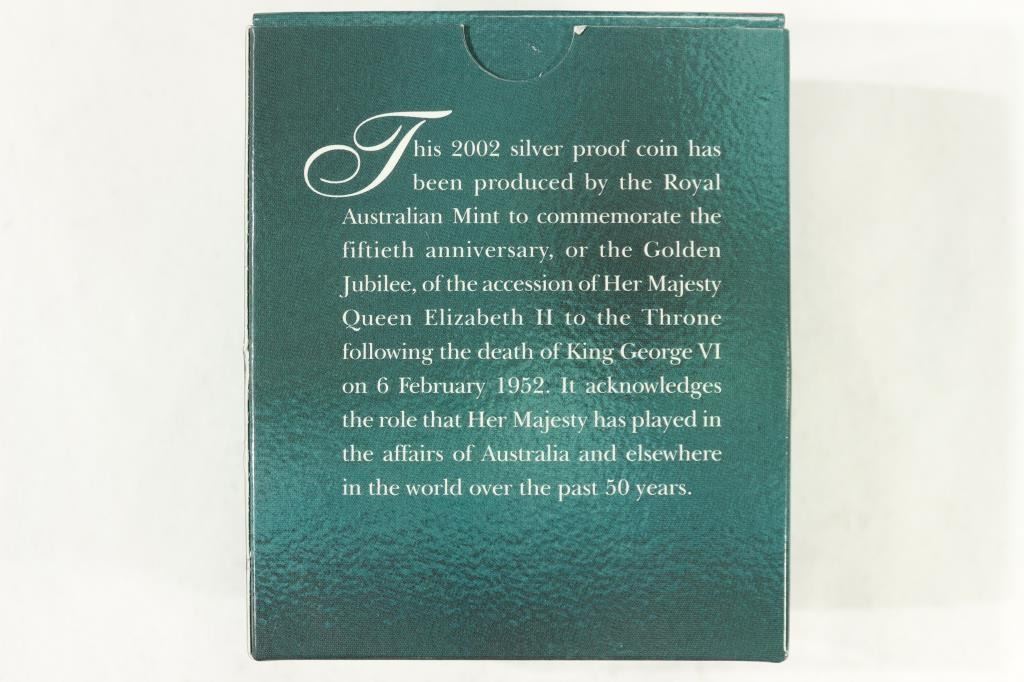 This 2002 silver proof coin has
been produced by the Royal
Australian Mint to commemorate the
fiftieth anniversary, or the Golden
Jubilee, of the accession of Her Majesty
Queen Elizabeth II to the Throne
following the death of King George VI
on 6 February 1952. It acknowledges
the role that Her Majesty has played in
the affairs of Australia and elsewhere
in the world over the past 50 years.